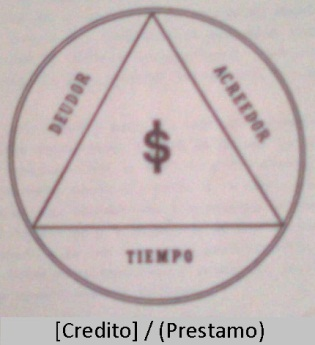 DEUDOR
ACREEDOR
$
TIEMPO
[Credito] / (Prestamo)